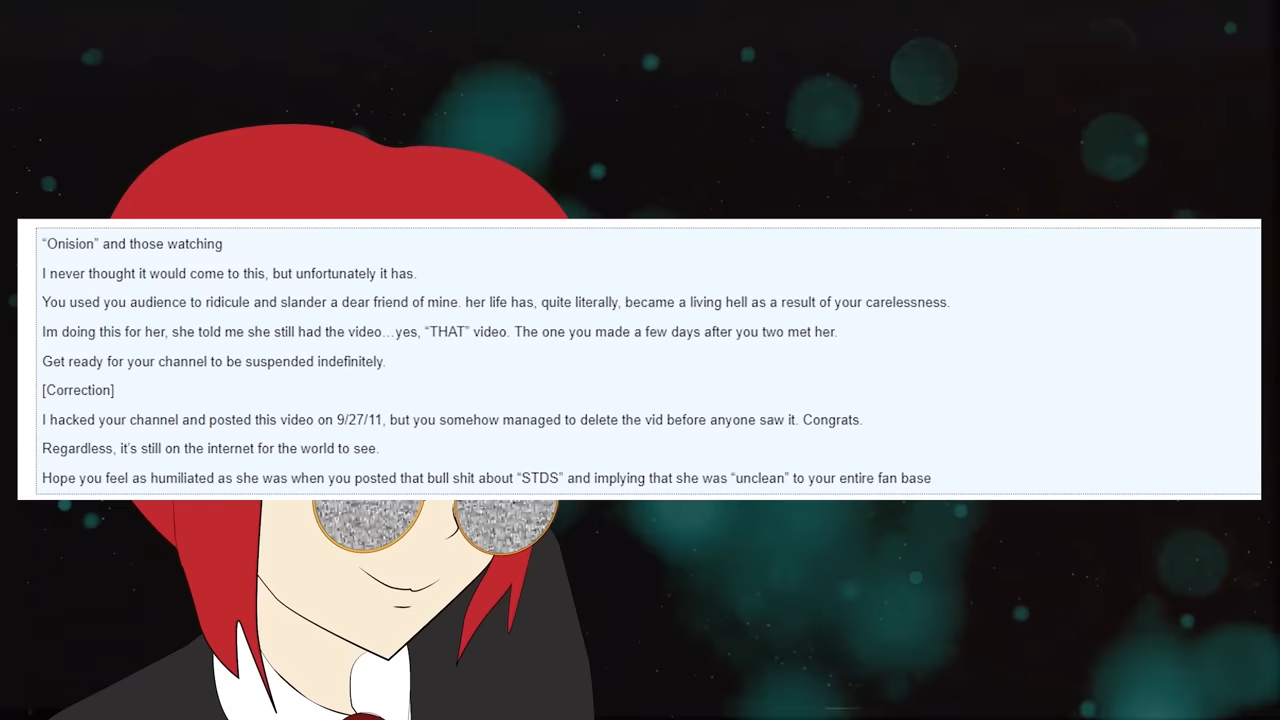 “Onision” and those watching
I never thought it would come to this, but unfortunately it has.
You used you audience to ridicule and slander a dear friend of mine. her life has, quite literally, became a living hell as a result of your carelessness.
Im doing this for her, she told me she still had the video…yes, “THAT” video. The one you made a few days after you two met her.
Get ready for your channel to be suspended indefinitely.
[Correction]
I hacked your channel and posted this video on 9/27/11, but you somehow managed to delete the vid before anyone saw it. Congrats.
Regardless, it’s still on the internet for the world to see.
Hope you feel as humiliated as she was when you posted that bull shit about “STDS” and implying that she was “unclean” to your entire fan base